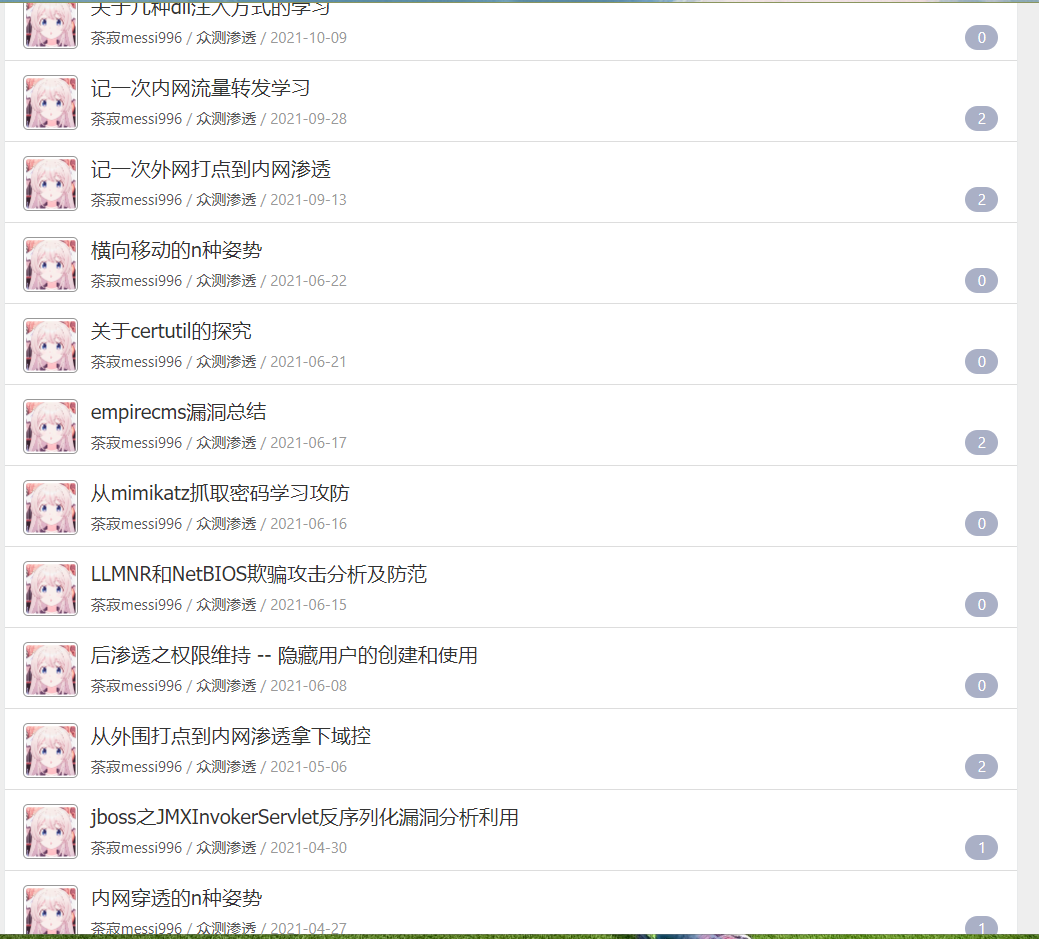 关于几种dll注入方式的学习
茶寂messi996 / 众测渗透 / 2021-10-09
0
记一次内网流量转发学习
茶寂messi996 / 众测渗透 / 2021-09-28
2
记一次外网打点到内网渗透
茶寂messi996 / 众测渗透 / 2021-09-13
2
横向移动的n种姿势
茶寂messi996 / 众测渗透 / 2021-06-22
0
关于certutil的探究
茶寂messi996 / 众测渗透 / 2021-06-21
0
empirecms漏洞总结
茶寂messi996 / 众测渗透 / 2021-06-17
2
从mimikatz抓取密码学习攻防
茶寂messi996 / 众测渗透 / 2021-06-16
0
LLMNR和NetBIOS欺骗攻击分析及防范
茶寂messi996 / 众测渗透 / 2021-06-15
0
后渗透之权限维持 -- 隐藏用户的创建和使用
茶寂messi996 / 众测渗透 / 2021-06-08
0
从外围打点到内网渗透拿下域控
茶寂messi996 / 众测渗透 / 2021-05-06
2
jboss之JMXInvokerServlet反序列化漏洞分析利用
茶寂messi996 / 众测渗透 / 2021-04-30
1
内网穿透的n种姿势
茶寂messi996 / 众测渗透 / 2021-04-27
1